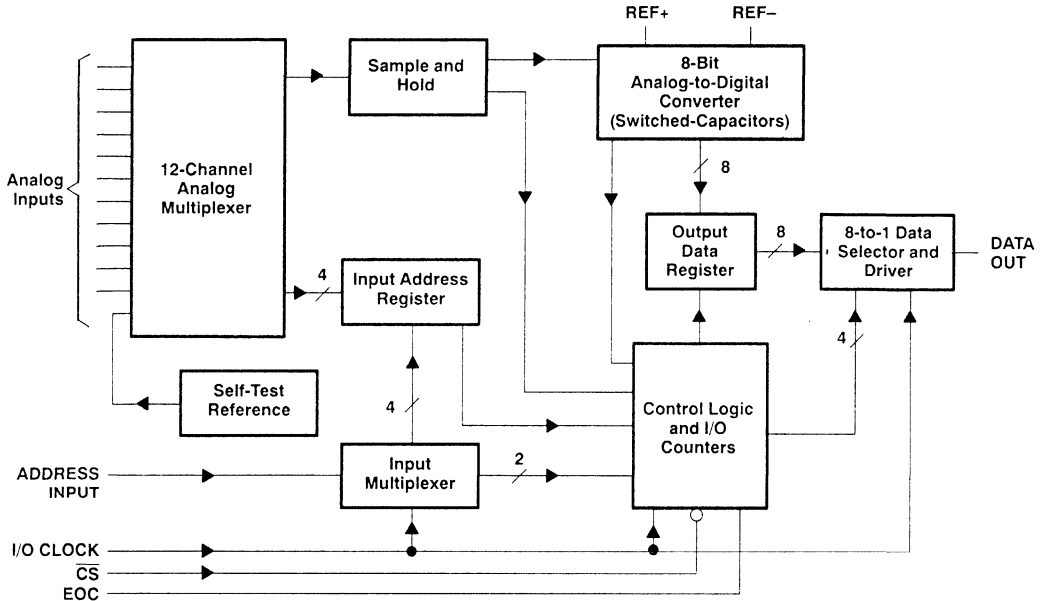 REF+
REF–
Analog
Inputs
12-Channel
Analog
Multiplexer
Sample and
Hold
8-Bit
Analog-to-Digital
Converter
(Switched-Capacitors)
8
Output
Data
Register
8
8-to-1 Data
Selector and
Driver
DATA
OUT
4
Input Address
Register
4
Self-Test
Reference
4
Control Logic
and I/O
Counters
ADDRESS
INPUT
Input
Multiplexer
2
I/O CLOCK
C̅S̅
EOC